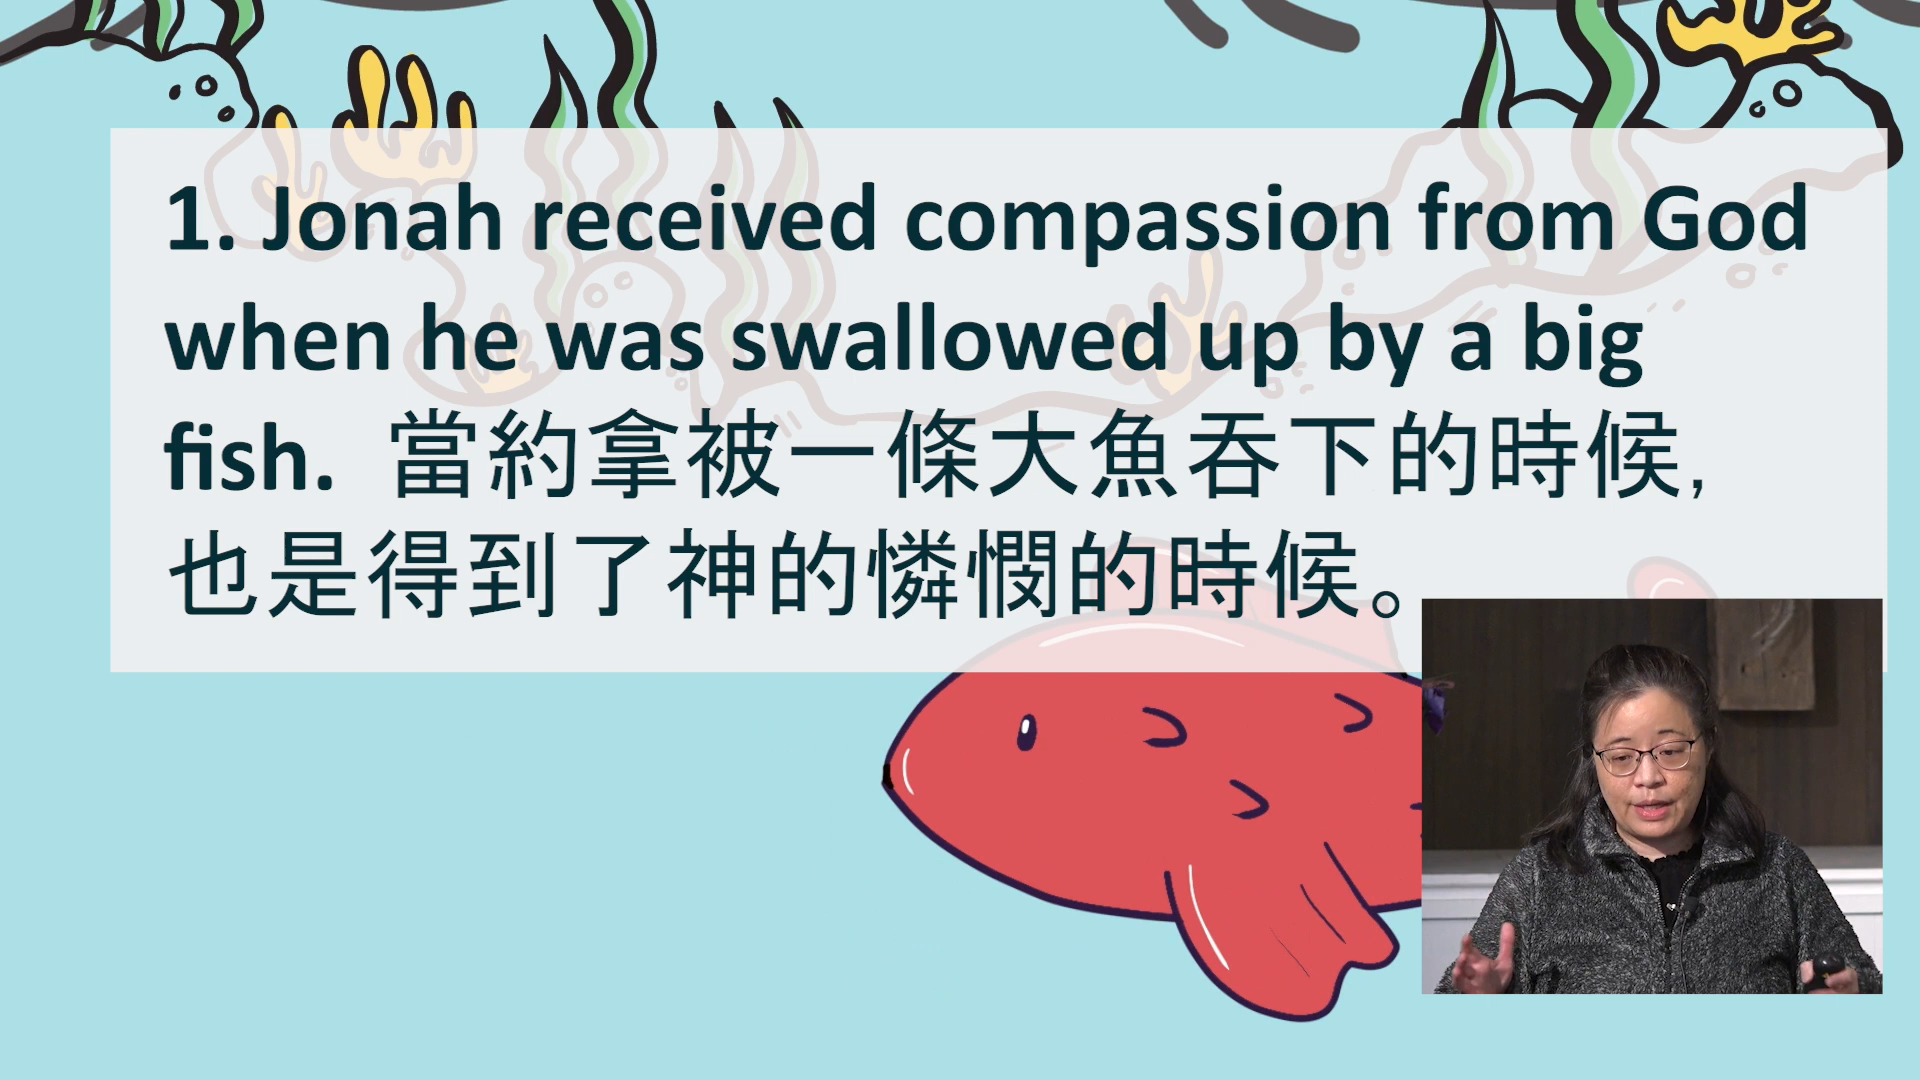 1. Jonah received compassion from God
when he was swallowed up by a big
fish. 當約拿被一條大魚吞下的時候,
也是得到了神的憐憫的時候。